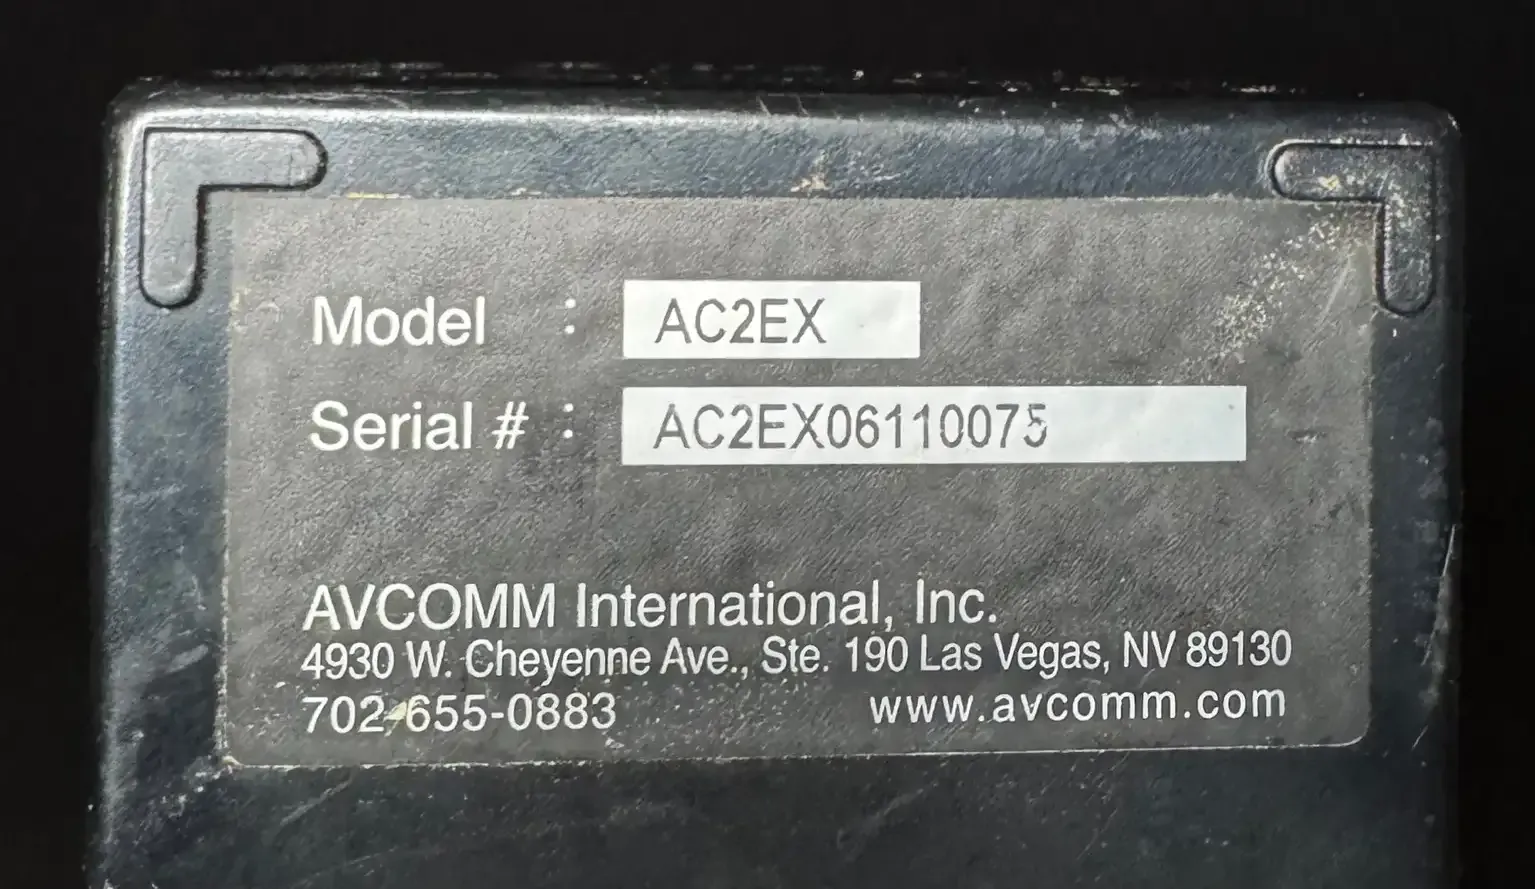 Model : AC2EX
Serial # : AC2EX06110075
AVCOMM International, Inc.
4930 W. Cheyenne Ave., Ste. 190 Las Vegas, NV 89130
702-655-0883 www.avcomm.com